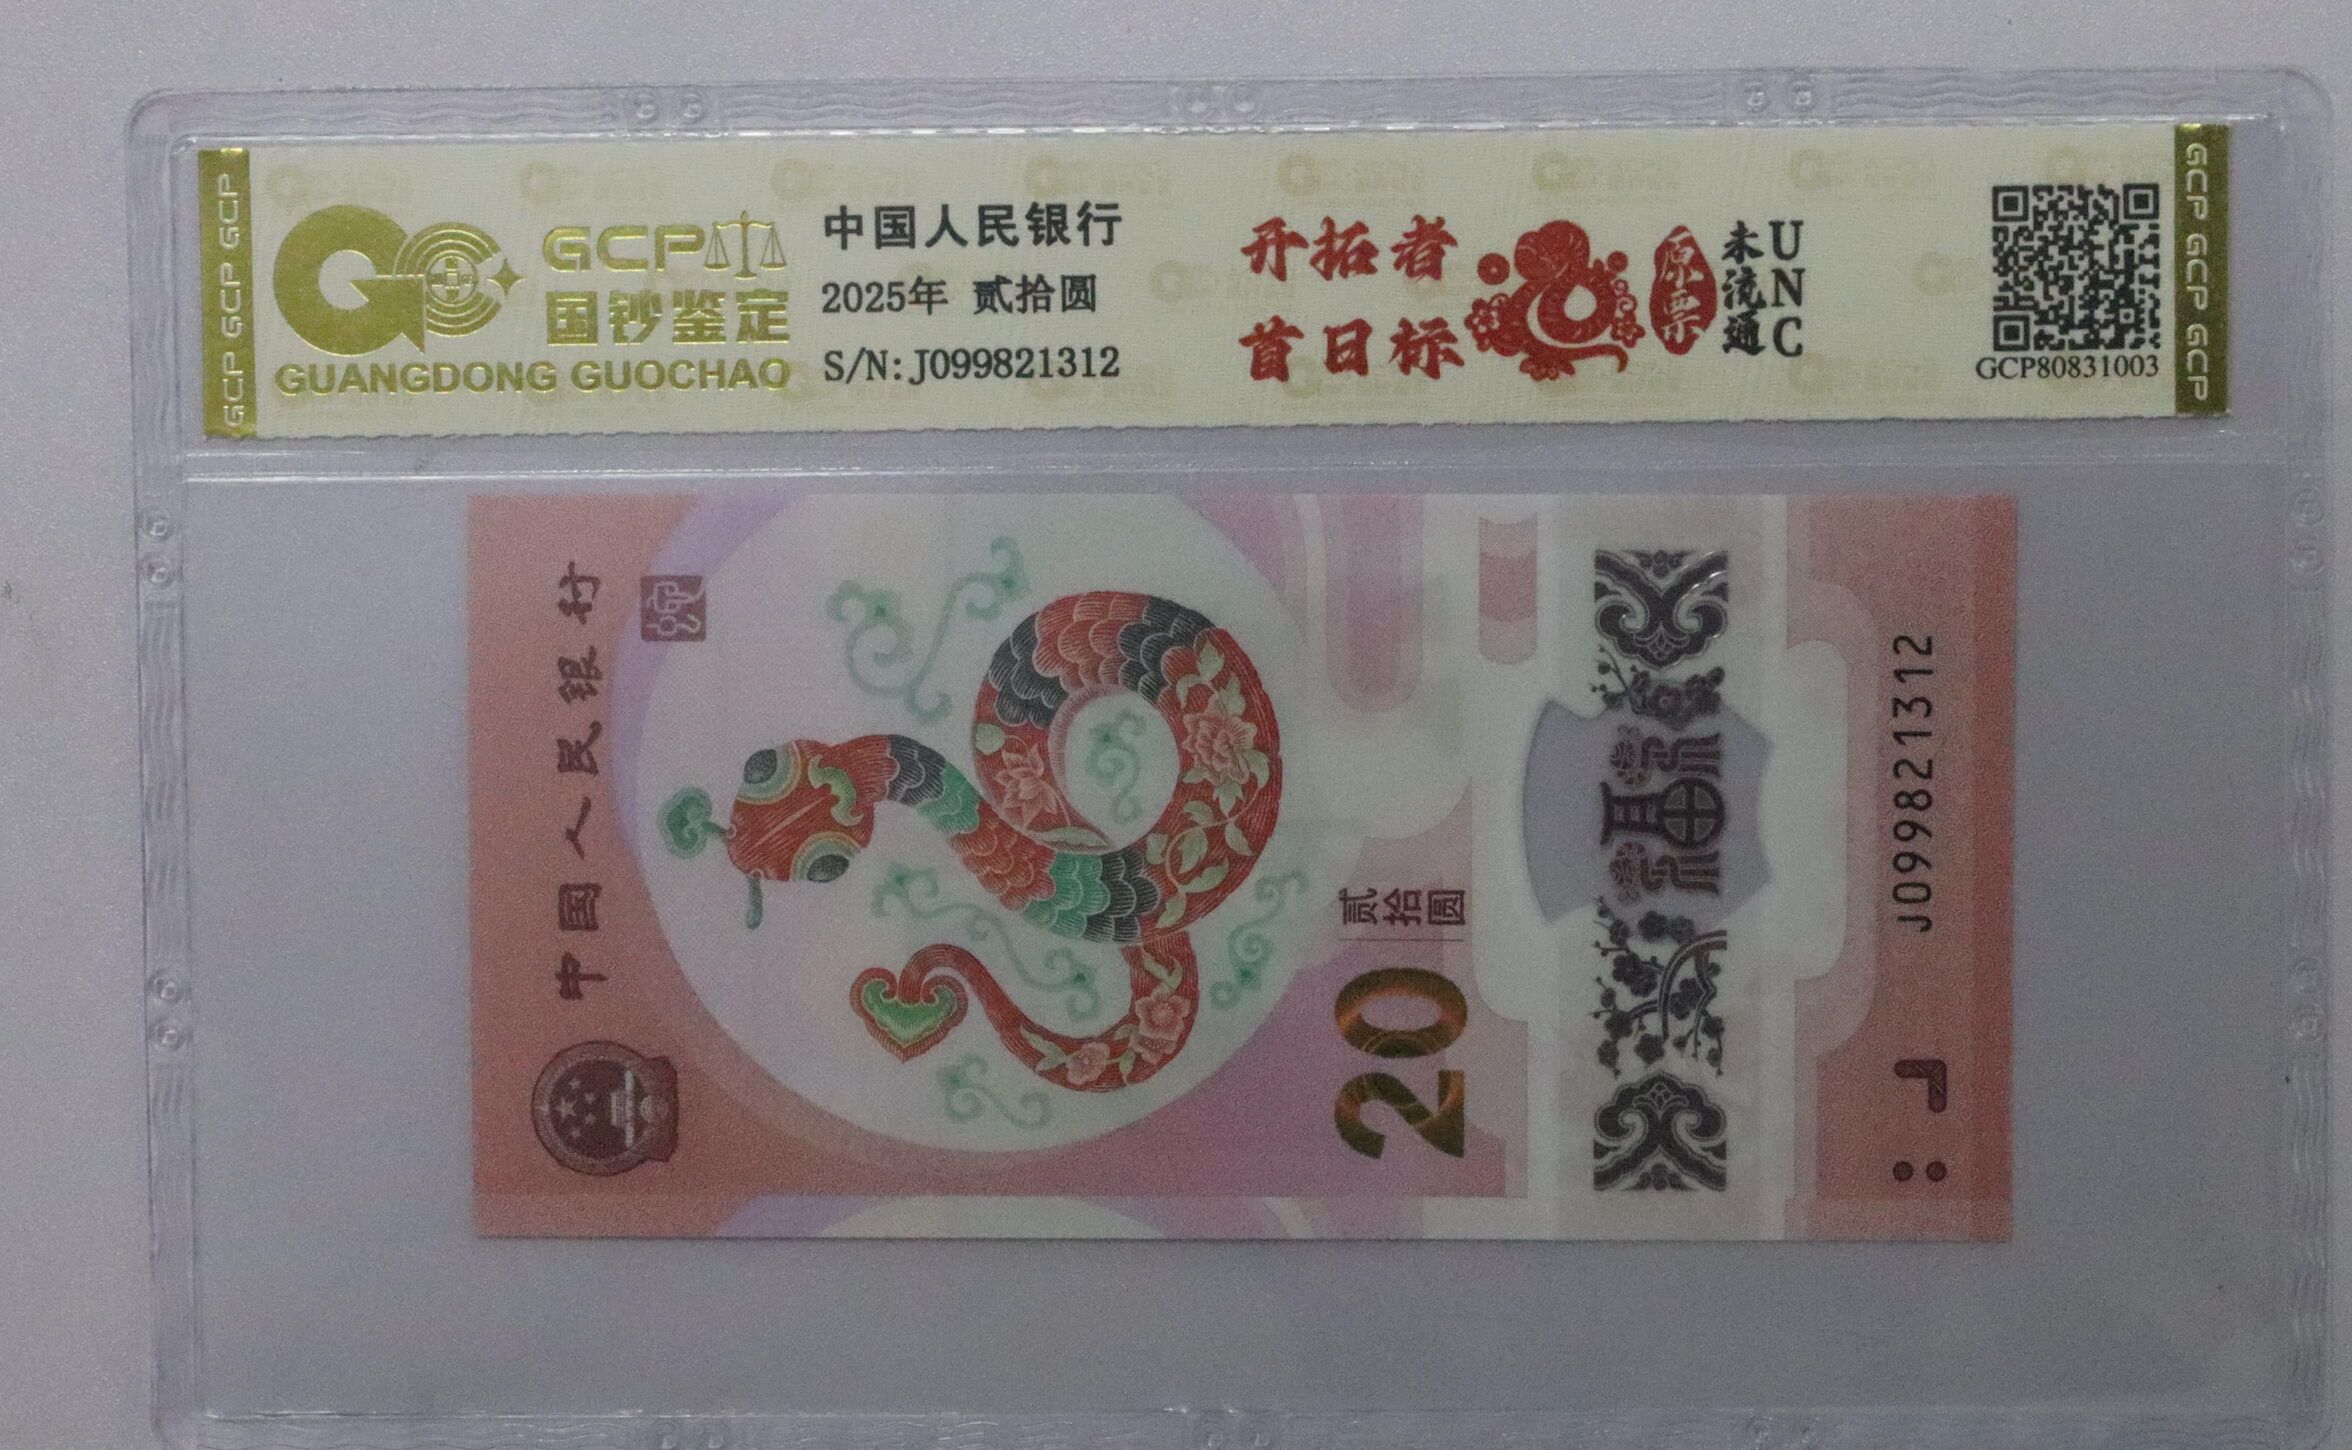 GCP GCP GCP
GCP
国钞鉴定
GUANGDONG GUOCHAO
中国人民银行
2025年 贰拾圆
S/N:J099821312
开拓者
首日标
原票
未流通
UNC
GCP80831003
GCP GCP GCP
中国人民银行
贰拾圆
20
福
J099821312